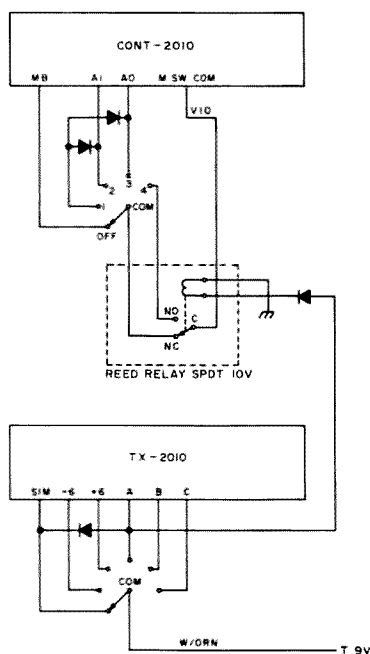 CONT-2010
MB A1 A0 M SW COM
VIO
3
2 4
1 COM
OFF
NO C
NC
REED RELAY SPDT 10V
TX-2010
SIM -6 +6 A B C
COM
W/ORN
T 9V